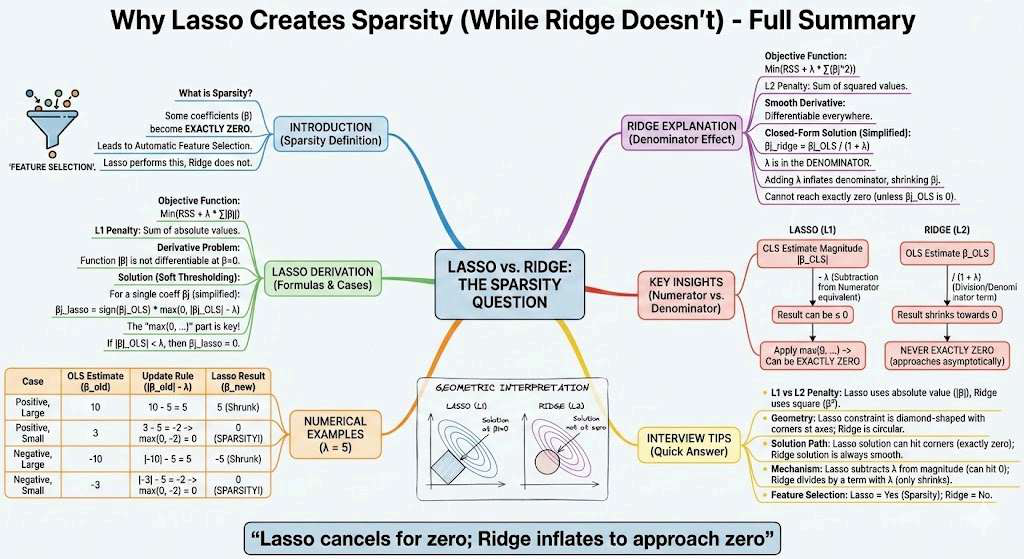 Why Lasso Creates Sparsity (While Ridge Doesn't) - Full Summary
'FEATURE SELECTION'.
What is Sparsity?
Some coefficients (β)
become EXACTLY ZERO.
Leads to Automatic Feature Selection.
Lasso performs this, Ridge does not.
INTRODUCTION
(Sparsity Definition)
Objective Function:
Min(RSS + λ * ∑|β||)
L1 Penalty: Sum of absolute values.
Derivative Problem:
Function |β| is not differentiable at β=0.
Solution (Soft Thresholding):
For a single coeff βj (simplified):
βj_lasso = sign(βj_OLS) * max(0, |βj_OLS| - λ)
The "max(0, ...)" part is key!
If |βj_OLS| < λ, then βj_lasso = 0.
LASSO DERIVATION
(Formulas & Cases)
Case
OLS Estimate
(β_old)
Update Rule
(|β_old| - λ)
Lasso Result
(β_new)
Positive,
Large
10
10 - 5 = 5
5 (Shrunk)
Positive,
Small
3
3 - 5 = -2 ->
max(0, -2) = 0
0
(SPARSITY!)
Negative,
Large
-10
|-10| - 5 = 5
-5 (Shrunk)
Negative,
Small
-3
|-3| - 5 = -2 ->
max(0, -2) = 0
0
(SPARSITY!)
NUMERICAL
EXAMPLES
(λ = 5)
LASSO vs. RIDGE:
THE SPARSITY
QUESTION
GEOMETRIC INTERPRETATION
LASSO (L1)
Solution
at β1=0
RIDGE (L2)
Solution
not at zero
RIDGE EXPLANATION
(Denominator Effect)
Objective Function:
Min(RSS + λ * ∑(βj^2))
L2 Penalty: Sum of squared values.
Smooth Derivative:
Differentiable everywhere.
Closed-Form Solution (Simplified):
βj_ridge = βj_OLS / (1 + λ)
λ is in the DENOMINATOR.
Adding λ inflates denominator, shrinking βj.
Cannot reach exactly zero (unless βj_OLS is 0).
KEY INSIGHTS
(Numerator vs.
Denominator)
LASSO (L1)
CLS Estimate Magnitude
|β_CLS|
- λ (Subtraction
from Numerator
equivalent)
Result can be ≤ 0
Apply maν(9, ...) ->
Can be EXACTLY ZERO
RIDGE (L2)
OLS Estimate β_OLS
/ (1 + λ)
(Division/Denomi
inator term)
Result shrinks towards 0
NEVER EXACTLY ZERO
(approaches asymptotically)
INTERVIEW TIPS
(Quick Answer)
• L1 vs L2 Penalty: Lasso uses absolute value (|β|), Ridge
uses square (β²).
• Geometry: Lasso constraint is diamond-shaped with
corners st axes; Ridge is circular.
• Solution Path: Lasso solution can hit corners (exactly zero);
Ridge solution is always smooth.
• Mechanism: Lasso subtracts λ from magnitude (can hit 0);
Ridge divides by a term with λ (only shrinks).
• Feature Selection: Lasso = Yes (Sparsity); Ridge = No.
“Lasso cancels for zero; Ridge inflates to approach zero”